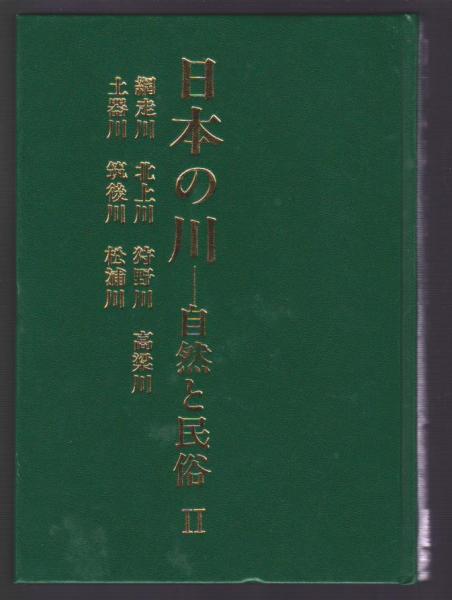 日本の川—自然と民俗 II
網走川 北上川 狩野川 高梁川
土器川 筑後川 松浦川